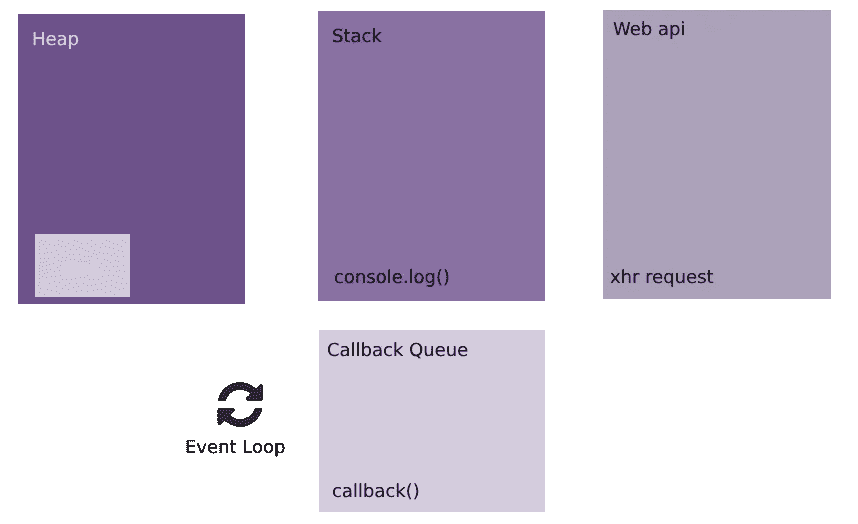 Heap
Stack
Web api
console.log()
xhr request
Callback Queue
Event Loop
callback()